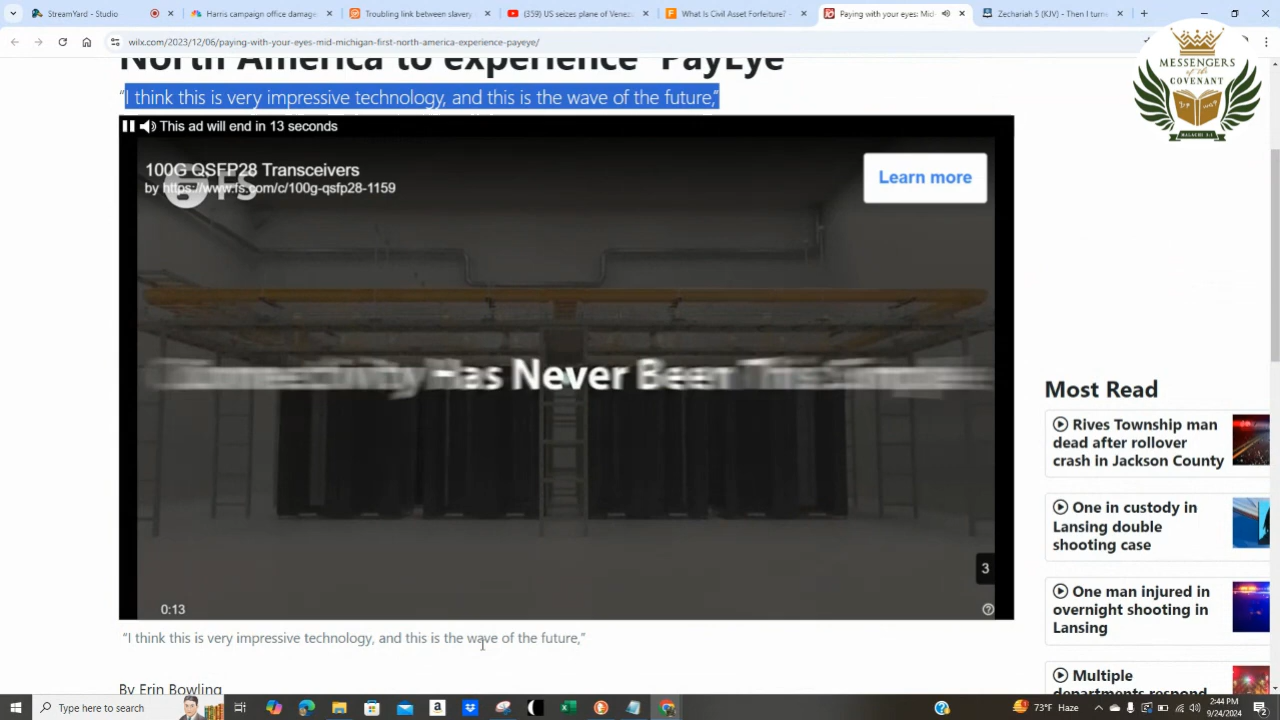 StreamYard
Harris campaign office damage
Troubling link between slavery
(359) US seizes plane of Venez
What Is Civil Asset Forfeiture?
Paying with your eyes: Mid-
Zechariah 5 (KJV) - Then I turn
wilx.com/2023/12/06/paying-with-your-eyes-mid-michigan-first-north-america-experience-payeye/
MESSENGERS
of the
COVENANT
MALACHI 3:1
North America to experience 'PayEye'
“I think this is very impressive technology, and this is the wave of the future,”
This ad will end in 13 seconds
100G QSFP28 Transceivers
by https://www.fs.com/c/100g-qsfp28-1159
FS
Learn more
Connectivity Has Never Been This Simple
3
0:13
“I think this is very impressive technology, and this is the wave of the future,”
By Erin Bowling
Most Read
Rives Township man
dead after rollover
crash in Jackson County
One in custody in
Lansing double
shooting case
One man injured in
overnight shooting in
Lansing
Multiple
departments respond
Type here to search
73°F Haze
2:44 PM
9/24/2024
2